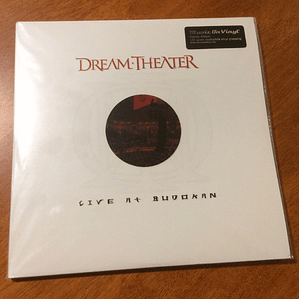 Music On Vinyl
DREAM THEATER
LIVE AT BUDOKAN